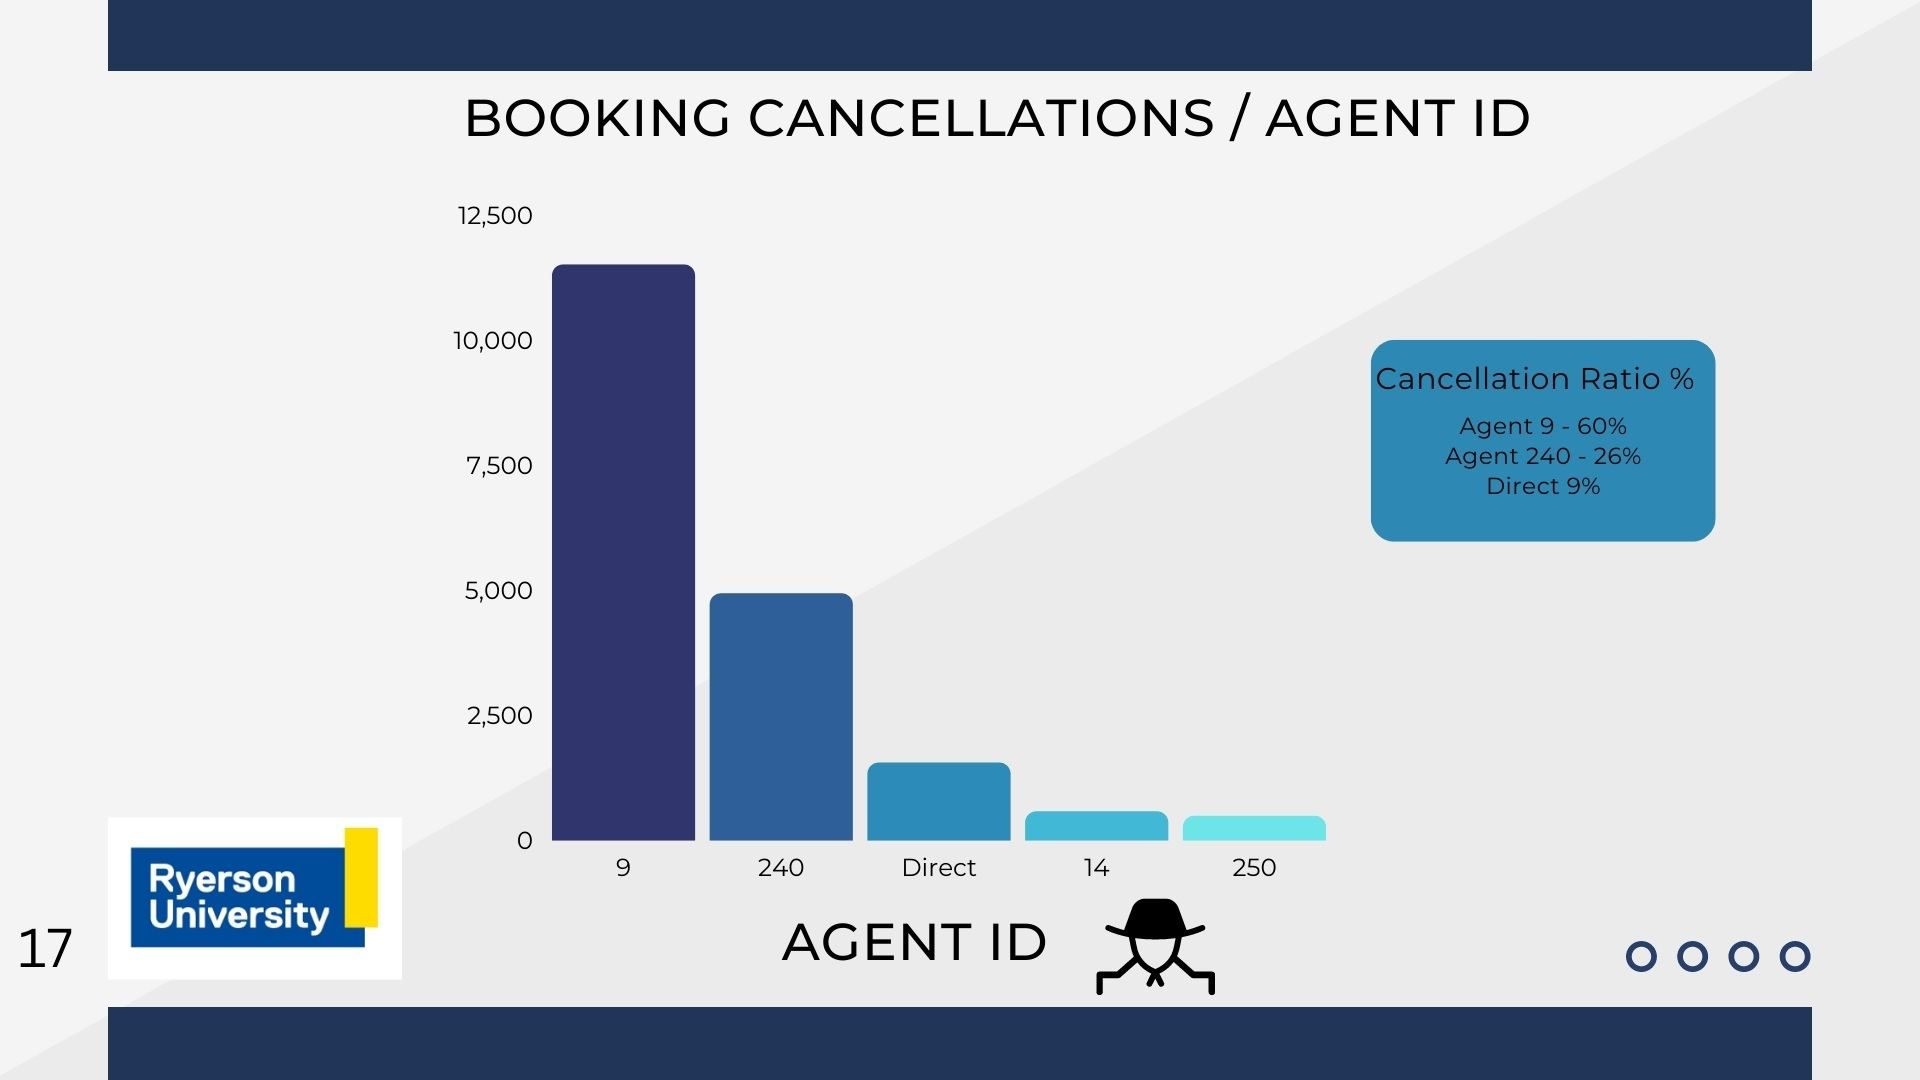 BOOKING CANCELLATIONS / AGENT ID
12,500
10,000
7,500
5,000
2,500
0
9
240
Direct
14
250
AGENT ID
Cancellation Ratio %
Agent 9 - 60%
Agent 240 - 26%
Direct 9%
Ryerson
University
17